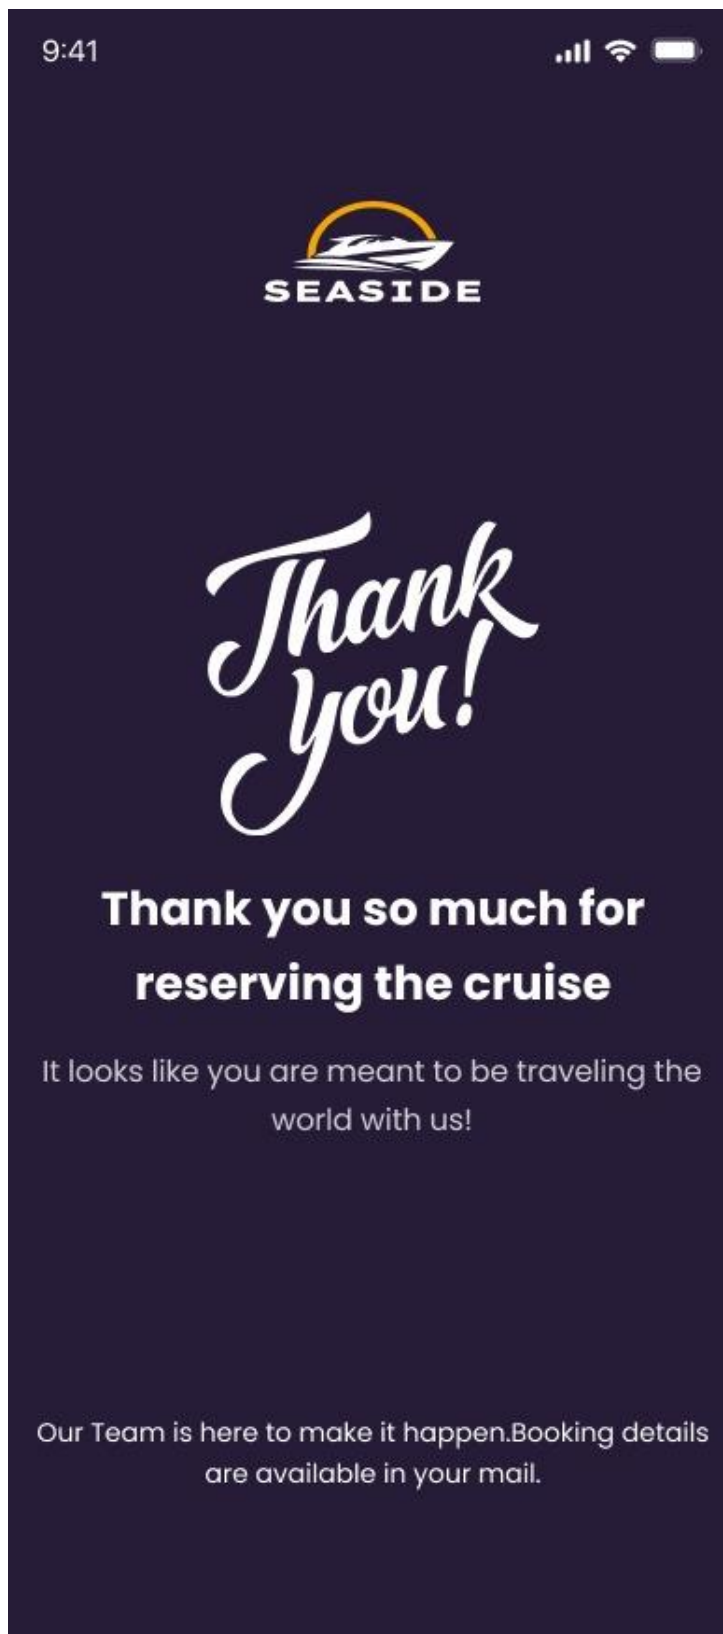 9:41
SEASIDE
Thank
you!
Thank you so much for
reserving the cruise
It looks like you are meant to be traveling the
world with us!
Our Team is here to make it happen.Booking details
are available in your mail.